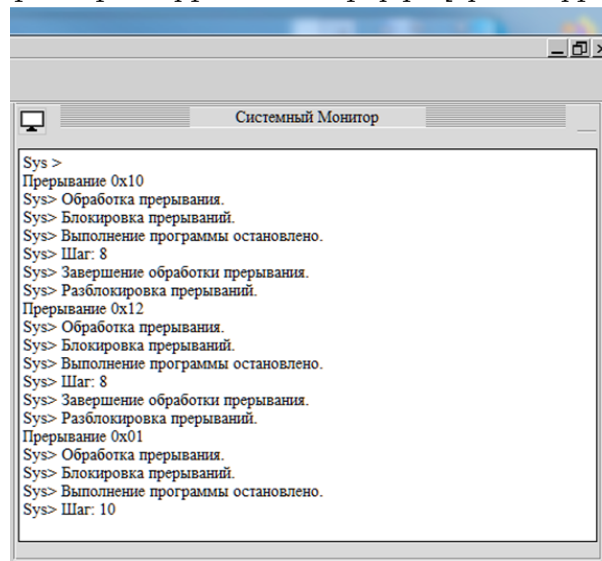 Системный Монитор
Sys >
Прерывание 0x10
Sys> Обработка прерывания.
Sys> Блокировка прерываний.
Sys> Выполнение программы остановлено.
Sys> Шаг: 8
Sys> Завершение обработки прерывания.
Sys> Разблокировка прерываний.
Прерывание 0x12
Sys> Обработка прерывания.
Sys> Блокировка прерываний.
Sys> Выполнение программы остановлено.
Sys> Шаг: 8
Sys> Завершение обработки прерывания.
Sys> Разблокировка прерываний.
Прерывание 0x01
Sys> Обработка прерывания.
Sys> Блокировка прерываний.
Sys> Выполнение программы остановлено.
Sys> Шаг: 10